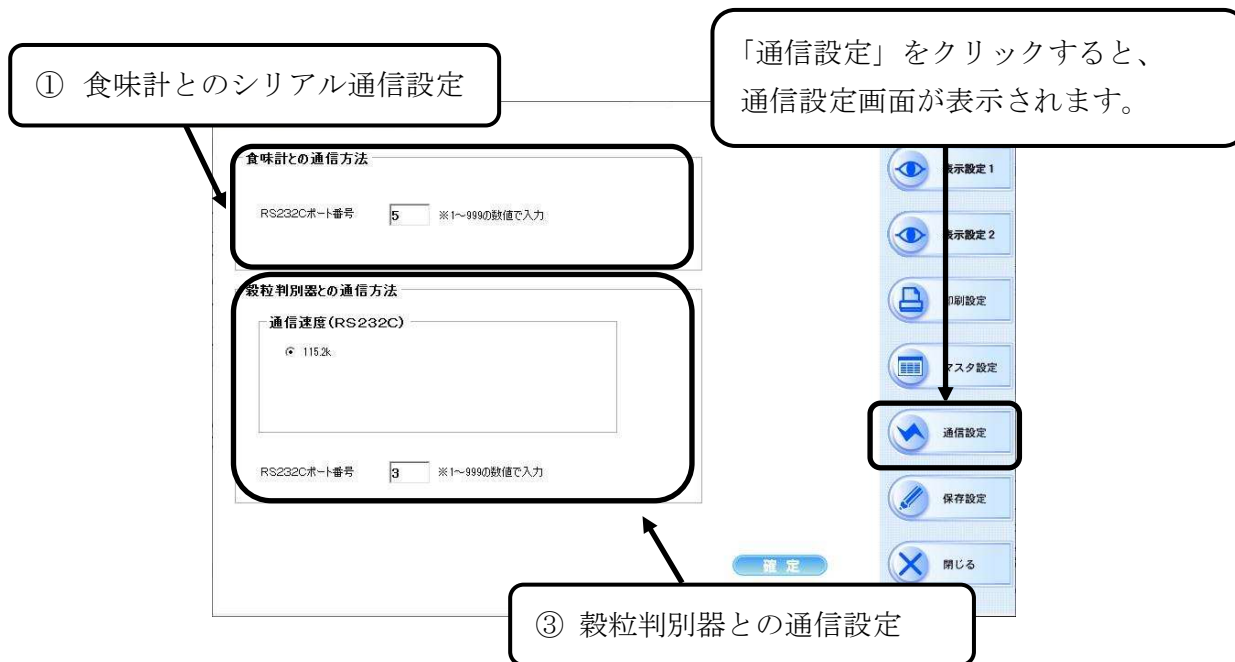 「通信設定」をクリックすると、
通信設定画面が表示されます。
① 食味計とのシリアル通信設定
食味計との通信方法
RS232Cポート番号 5 ※1～999の数値で入力
穀粒判別器との通信方法
通信速度(RS232C)
115.2k
RS232Cポート番号 3 ※1～999の数値で入力
確定
表示設定1
表示設定2
印刷設定
マスタ設定
通信設定
保存設定
閉じる
③ 穀粒判別器との通信設定